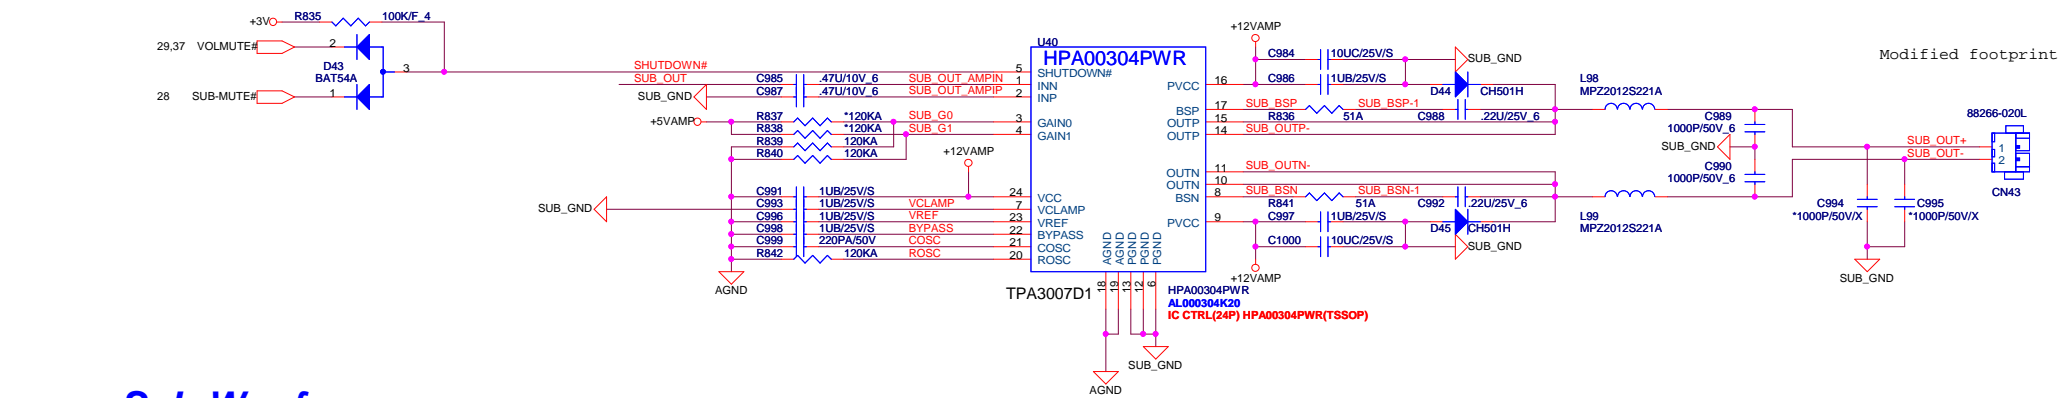 +3V R835 100K/F_4
29,37 VOLMUTE# 2
D43
BAT54A
3
28 SUB-MUTE# 1
SHUTDOWN#
SUB_OUT C985 .47U/10V_6 SUB_OUT_AMPIN
SUB_GND C987 .47U/10V_6 SUB_OUT_AMPIP
+5VAMP R837 *120KA SUB_G0
R838 *120KA SUB_G1
R839 120KA
R840 120KA
+12VAMP
C991 1UB/25V/S
SUB_GND C993 1UB/25V/S VCLAMP
C996 1UB/25V/S VREF
C998 1UB/25V/S BYPASS
C999 220PA/50V COSC
R842 120KA ROSC
AGND
U40
HPA00304PWR
5 SHUTDOWN#
1 INN
2 INP
3 GAIN0
4 GAIN1
24 VCC
7 VCLAMP
23 VREF
22 BYPASS
21 COSC
20 ROSC
PVCC 16
BSP 17
OUTP 15
OUTP 14
OUTN 11
OUTN 10
BSN 8
PVCC 9
AGND 18
AGND 19
PGND 13
PGND 12
PGND 6
TPA3007D1
HPA00304PWR
AL000304K20
IC CTRL(24P) HPA00304PWR(TSSOP)
SUB_GND
AGND
+12VAMP
C984 10UC/25V/S SUB_GND
C986 1UB/25V/S
D44 CH501H
SUB_BSP R836 51A SUB_BSP-1 C988 .22U/25V_6
SUB_OUTP-
SUB_OUTN-
SUB_BSN R841 51A SUB_BSN-1 C992 .22U/25V_6
C997 1UB/25V/S D45 CH501H
C1000 10UC/25V/S SUB_GND
+12VAMP
L98
MPZ2012S221A
L99
MPZ2012S221A
C989
1000P/50V_6
SUB_GND
C990
1000P/50V_6
C994
*1000P/50V/X
C995
*1000P/50V/X
SUB_GND
Modified footprint
88266-020L
SUB_OUT+ 1
SUB_OUT- 2
CN43